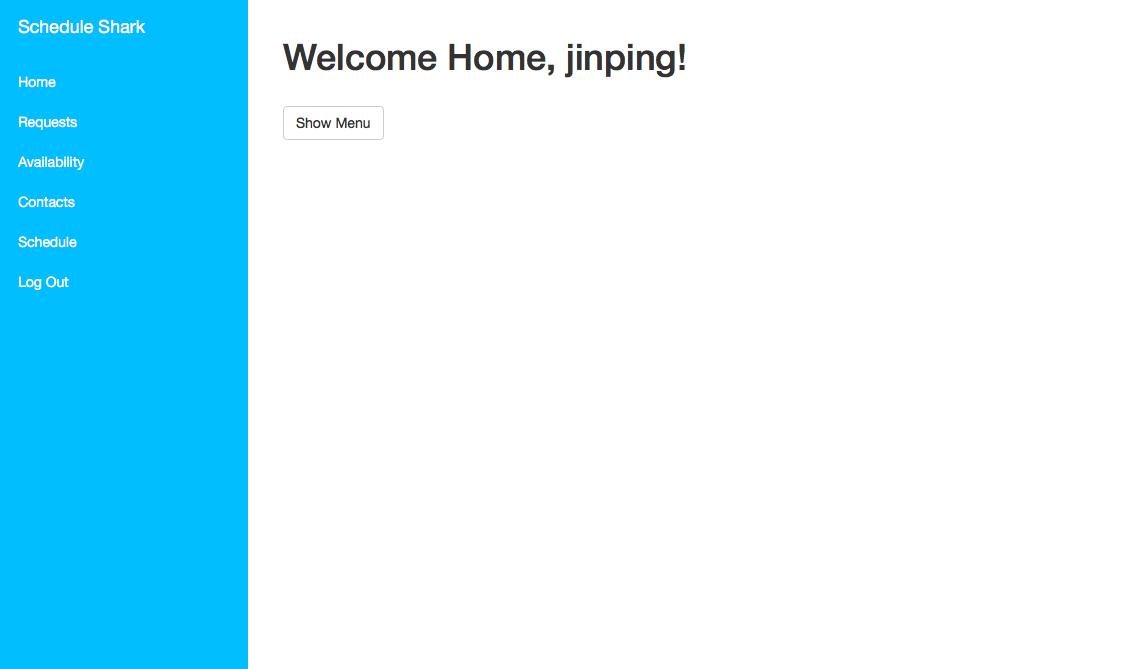 Schedule Shark
Home
Requests
Availability
Contacts
Schedule
Log Out
Welcome Home, jinping!
Show Menu